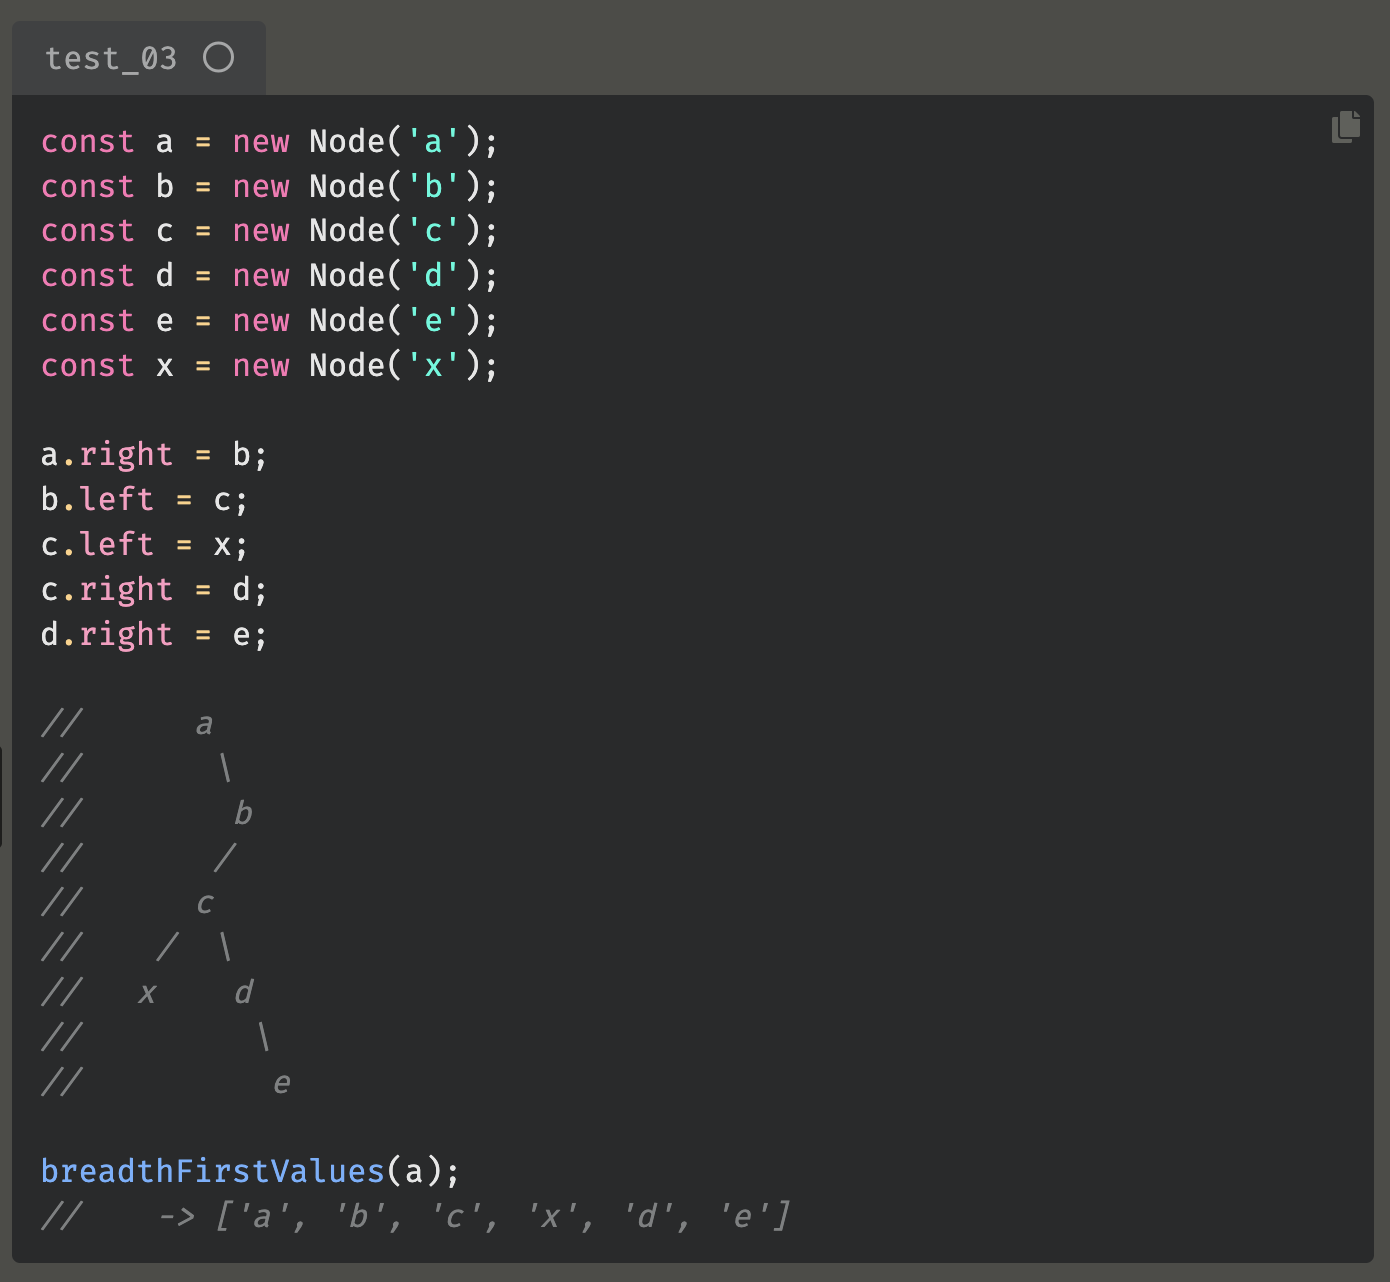 test_03
const a = new Node('a');
const b = new Node('b');
const c = new Node('c');
const d = new Node('d');
const e = new Node('e');
const x = new Node('x');

a.right = b;
b.left = c;
c.left = x;
c.right = d;
d.right = e;

//      a
//       \
//        b
//       /
//      c
//    /  \
//   x    d
//         \
//          e

breadthFirstValues(a);
//    -> ['a', 'b', 'c', 'x', 'd', 'e']